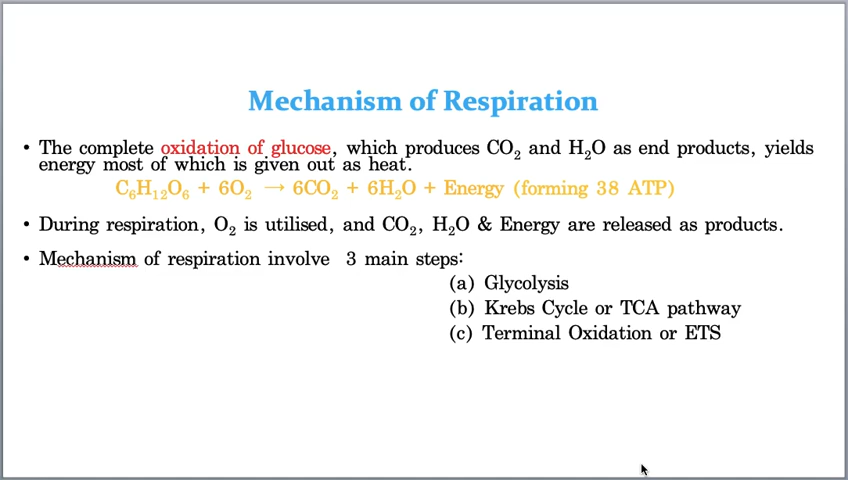 Mechanism of Respiration
• The complete oxidation of glucose, which produces CO₂ and H₂O as end products, yields
energy most of which is given out as heat.
C₆H₁₂O₆ + 6O₂ → 6CO₂ + 6H₂O + Energy (forming 38 ATP)
• During respiration, O₂ is utilised, and CO₂, H₂O & Energy are released as products.
• Mechanism of respiration involve 3 main steps:
(a) Glycolysis
(b) Krebs Cycle or TCA pathway
(c) Terminal Oxidation or ETS